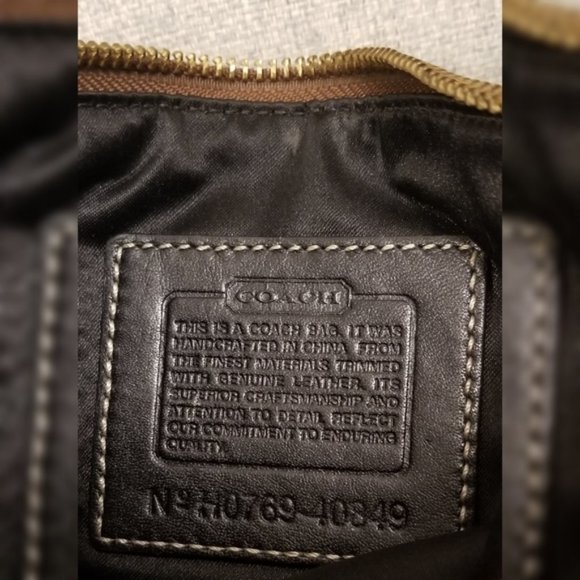 COACH
THIS IS A COACH BAG. IT WAS
HANDCRAFTED IN CHINA FROM
THE FINEST MATERIALS TRIMMED
WITH GENUINE LEATHER. ITS
SUPERIOR CRAFTSMANSHIP AND
ATTENTION TO DETAIL REFLECT
OUR COMMITMENT TO ENDURING
QUALITY.
Nº H0769-10349